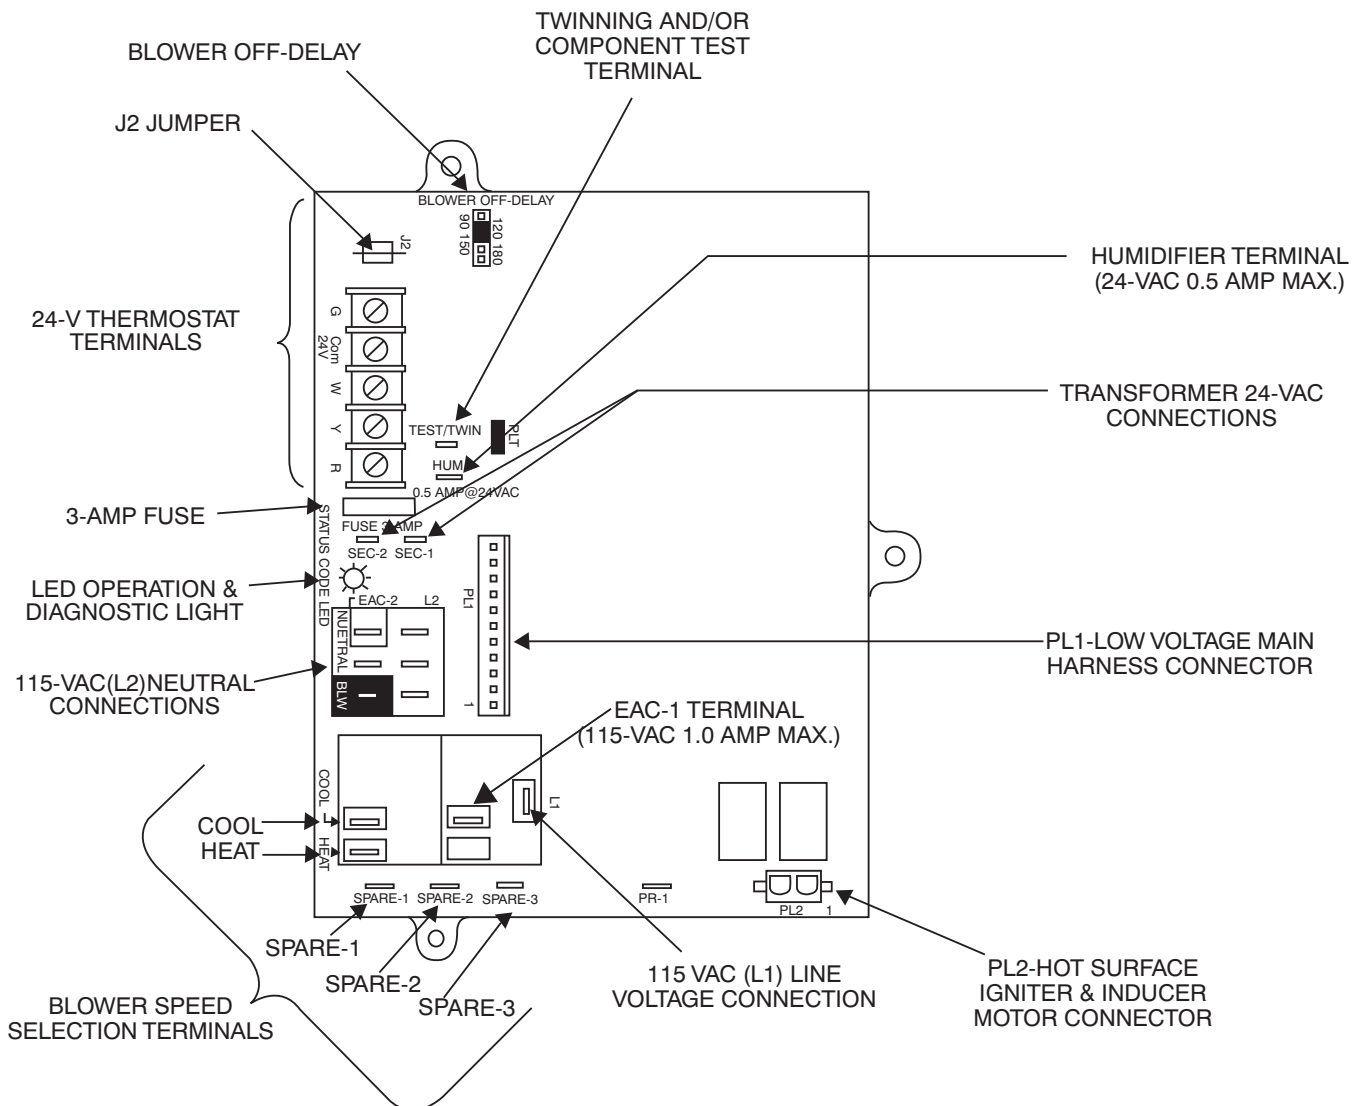 TWINNING AND/OR
COMPONENT TEST
TERMINAL
BLOWER OFF-DELAY
J2 JUMPER
BLOWER OFF-DELAY
90 150
120 180
J2
HUMIDIFIER TERMINAL
(24-VAC 0.5 AMP MAX.)
24-V THERMOSTAT
TERMINALS
G
Com
24V
W
Y
R
TRANSFORMER 24-VAC
CONNECTIONS
TEST/TWIN
PLT
HUM
0.5 AMP@24VAC
3-AMP FUSE
FUSE 3-AMP
STATUS CODE LED
SEC-2
SEC-1
LED OPERATION &
DIAGNOSTIC LIGHT
EAC-2
L2
PL1
1
NUETRAL
BLW
PL1-LOW VOLTAGE MAIN
HARNESS CONNECTOR
115-VAC(L2)NEUTRAL
CONNECTIONS
EAC-1 TERMINAL
(115-VAC 1.0 AMP MAX.)
L1
COOL
HEAT
COOL
HEAT
SPARE-1
SPARE-2
SPARE-3
PR-1
PL2
1
SPARE-1
SPARE-2
SPARE-3
BLOWER SPEED
SELECTION TERMINALS
115 VAC (L1) LINE
VOLTAGE CONNECTION
PL2-HOT SURFACE
IGNITER & INDUCER
MOTOR CONNECTOR